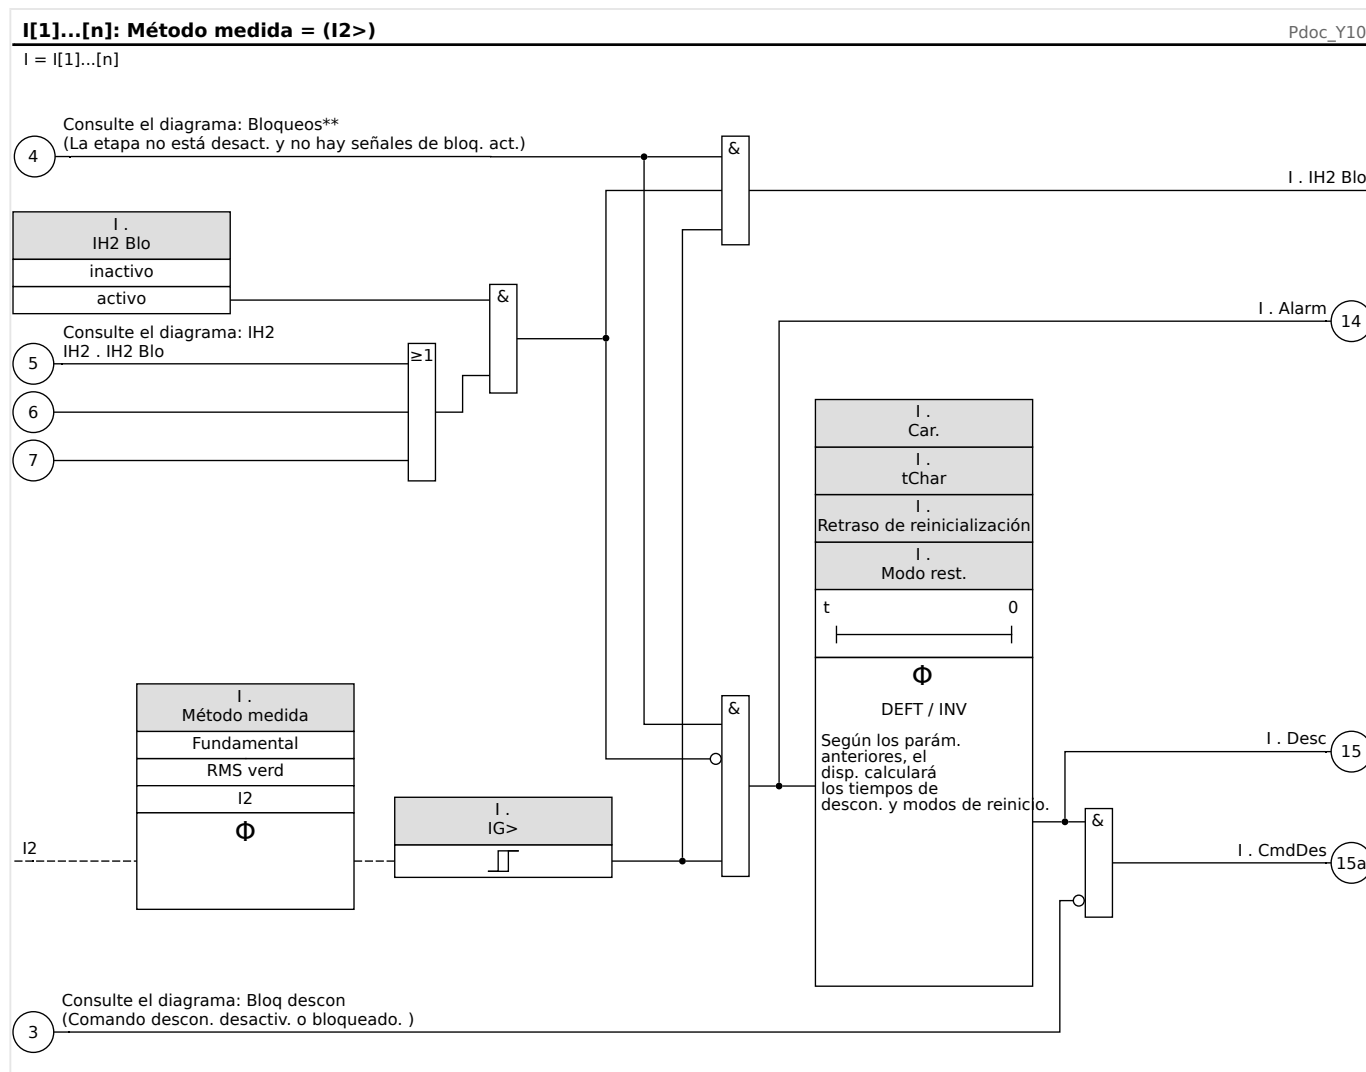 I[1]...[n]: Método medida = (I2>)
Pdoc_Y10
I = I[1]...[n]
Consulte el diagrama: Bloqueos**
(La etapa no está desact. y no hay señales de bloq. act.)
4
&
I . IH2 Blo
I .
IH2 Blo
inactivo
activo
&
I . Alarm
14
Consulte el diagrama: IH2
IH2 . IH2 Blo
5
≥1
6
7
I .
Car.
I .
tChar
I .
Retraso de reinicialización
I .
Modo rest.
t 0
Φ
DEFT / INV
Según los parám.
anteriores, el
disp. calculará
los tiempos de
descon. y modos de reinicio.
I .
Método medida
Fundamental
RMS verd
I2
Φ
&
I . Desc
15
I .
IG>
I2
&
I . CmdDes
15a
Consulte el diagrama: Bloq descon
(Comando descon. desactiv. o bloqueado. )
3